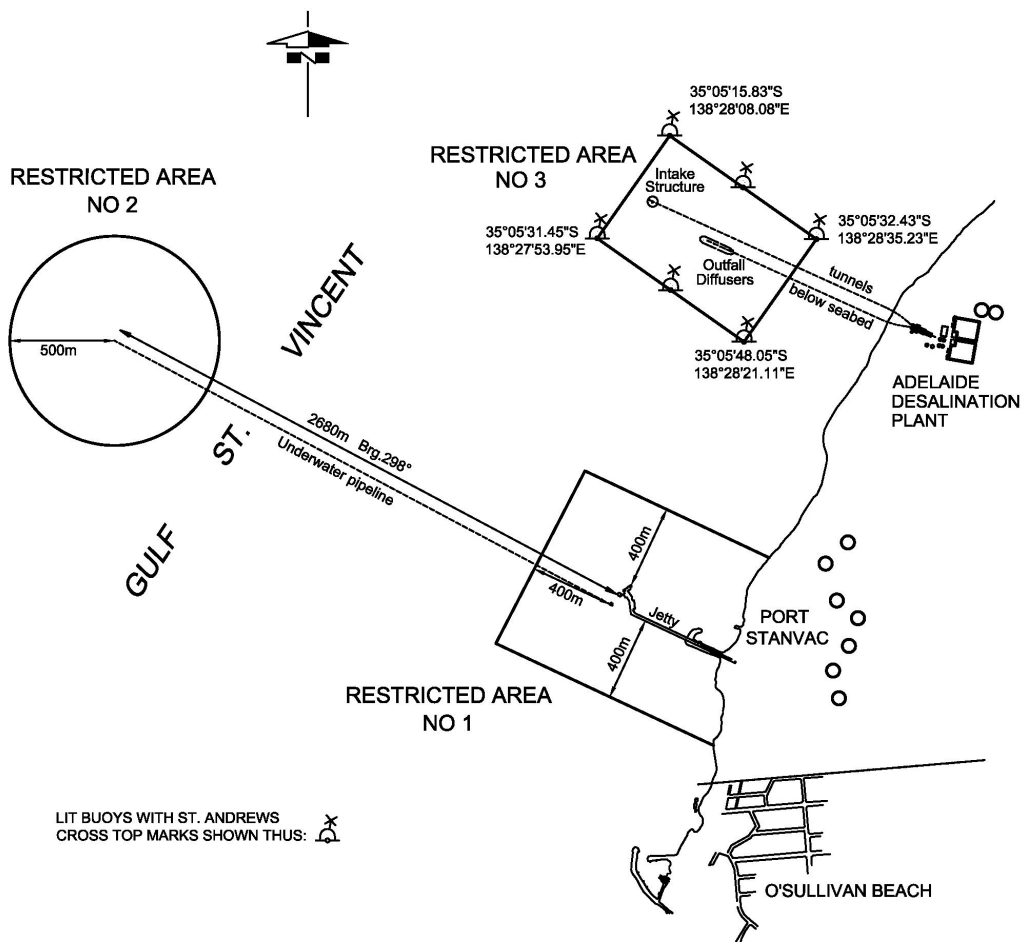 N
35°05'15.83"S
138°28'08.08"E
RESTRICTED AREA
NO 3
RESTRICTED AREA
NO 2
Intake
Structure
35°05'31.45"S
138°27'53.95"E
35°05'32.43"S
138°28'35.23"E
Outfall
Diffusers
tunnels
below seabed
35°05'48.05"S
138°28'21.11"E
ADELAIDE
DESALINATION
PLANT
500m
GULF ST. VINCENT
2680m Brg.298°
Underwater pipeline
400m
400m
Jetty
400m
PORT
STANVAC
RESTRICTED AREA
NO 1
LIT BUOYS WITH ST. ANDREWS
CROSS TOP MARKS SHOWN THUS:
O'SULLIVAN BEACH